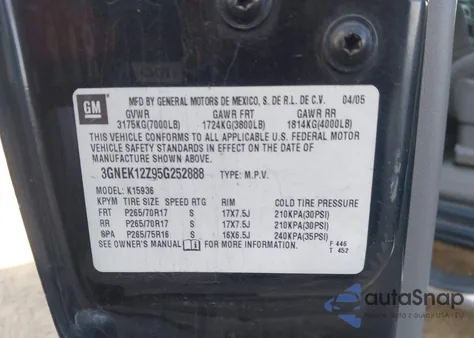 GM
MFD BY GENERAL MOTORS DE MEXICO, S. DE R.L. DE C.V. 04/05
GVWR GAWR FRT GAWR RR
3175KG(7000LB) 1724KG(3800LB) 1814KG(4000LB)
THIS VEHICLE CONFORMS TO ALL APPLICABLE U.S. FEDERAL MOTOR
VEHICLE SAFETY STANDARDS IN EFFECT ON THE DATE OF
MANUFACTURE SHOWN ABOVE.
3GNEK12Z95G252888 TYPE: M.P.V.
MODEL: K15936
KPYM TIRE SIZE SPEED RTG RIM COLD TIRE PRESSURE
FRT P265/70R17 S 17X7.5J 210KPA(30PSI)
RR P265/70R17 S 17X7.5J 210KPA(30PSI)
SPA P265/75R16 S 16X6.5J 240KPA(35PSI)
SEE OWNER'S MANUAL FOR MORE INFORMATION.
F 446
T 452
autoSnap